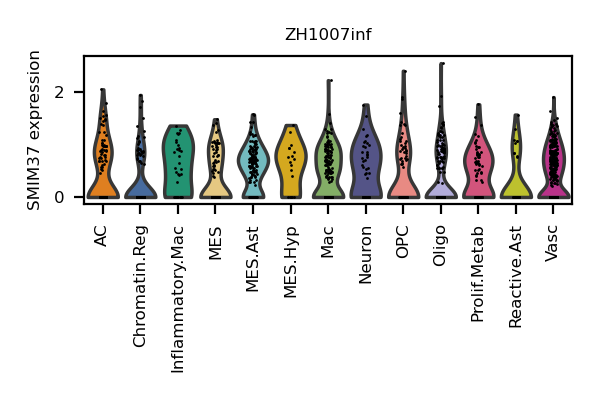 ZH1007inf
SMIM37 expression
2
0
AC
Chromatin.Reg
Inflammatory.Mac
MES
MES.Ast
MES.Hyp
Mac
Neuron
OPC
Oligo
Prolif.Metab
Reactive.Ast
Vasc